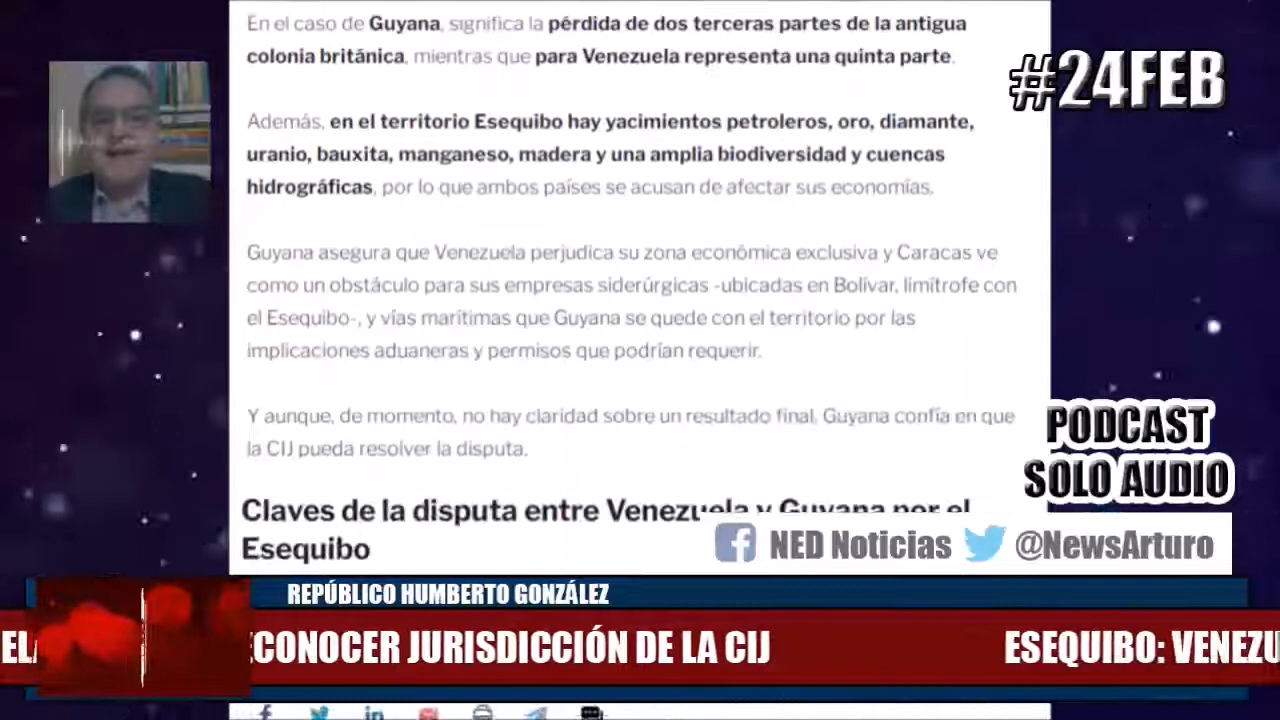 En el caso de Guyana, significa la pérdida de dos terceras partes de la antigua
colonia británica, mientras que para Venezuela representa una quinta parte.
#24FEB
Además, en el territorio Esequibo hay yacimientos petroleros, oro, diamante,
uranio, bauxita, manganeso, madera y una amplia biodiversidad y cuencas
hidrográficas, por lo que ambos países se acusan de afectar sus economías.
Guyana asegura que Venezuela perjudica su zona económica exclusiva y Caracas ve
como un obstáculo para sus empresas siderúrgicas -ubicadas en Bolívar, limítrofe con
el Esequibo-, y vías marítimas que Guyana se quede con el territorio por las
implicaciones aduaneras y permisos que podrían requerir.
Y aunque, de momento, no hay claridad sobre un resultado final, Guyana confía en que
la CIJ pueda resolver la disputa.
PODCAST
SOLO AUDIO
Claves de la disputa entre Venezuela y Guyana por el
Esequibo
NED Noticias @NewsArturo
REPÚBLICO HUMBERTO GONZÁLEZ
CONOCER JURISDICCIÓN DE LA CIJ ESEQUIBO: VENEZU